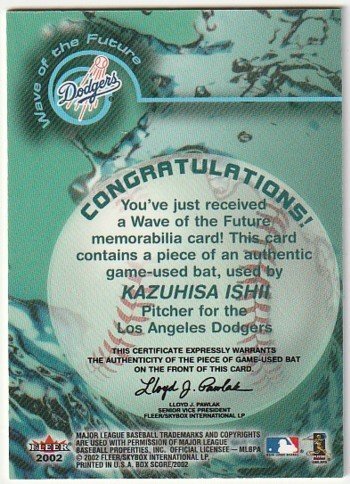 Wave of the Future
Dodgers
CONGRATULATIONS!
You've just received
a Wave of the Future
memorabilia card! This card
contains a piece of an authentic
game-used bat, used by
KAZUHISA ISHII
Pitcher for the
Los Angeles Dodgers
THIS CERTIFICATE EXPRESSLY WARRANTS
THE AUTHENTICITY OF THE PIECE OF GAME-USED BAT
ON THE FRONT OF THIS CARD.
Lloyd J. Pawlak
LLOYD J. PAWLAK
SENIOR VICE PRESIDENT
FLEER/SKYBOX INTERNATIONAL LP
FLEER
2002
MAJOR LEAGUE BASEBALL TRADEMARKS AND COPYRIGHTS
ARE USED WITH PERMISSION OF MAJOR LEAGUE
BASEBALL PROPERTIES, INC. OFFICIAL LICENSEE — MLBPA
© 2002 FLEER/SKYBOX INTERNATIONAL LP.
PRINTED IN U.S.A. BOX SCORE/2002